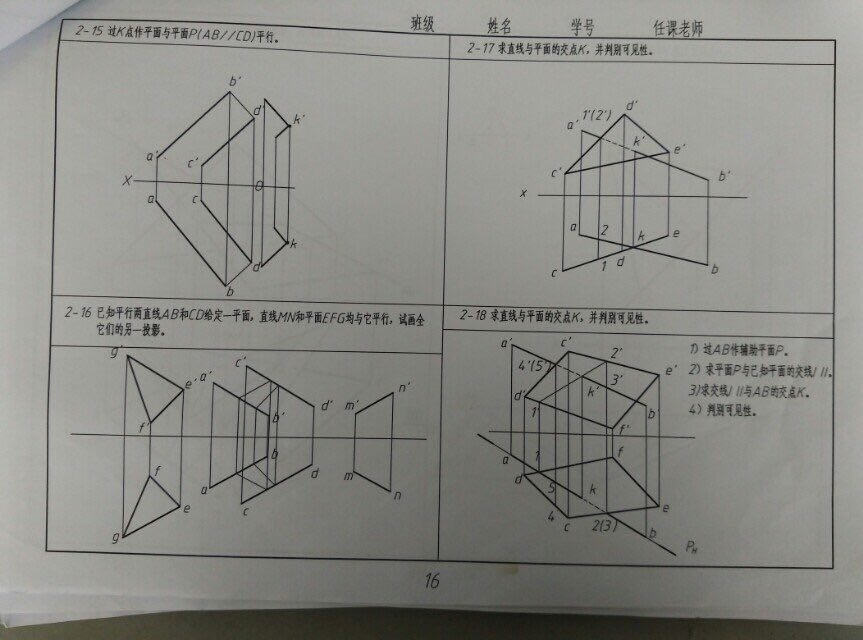 班级 姓名 学号 任课老师
2-15 过K点作平面与平面P(AB//CD)平行。
b'
d'
k'
a'
c'
X
O
a
c
k
d
b
2-17 求直线与平面的交点K,并判别可见性。
d'
a'
1'(2')
k'
e'
c'
b'
x
a
2
k
e
c
1
d
b
2-16 已知平行两直线AB和CD给定一平面,直线MN和平面EFG均与它平行,试画全
它们的另一投影。
g'
c'
a'
e'
n'
m'
d'
b'
f'
f
b
d
m
a
n
e
c
g
2-18 求直线与平面的交点K,并判别可见性。
1) 过AB作辅助平面P。
2) 求平面P与已知平面的交线ⅠⅡ。
3)求交线ⅠⅡ与AB的交点K。
4) 判别可见性。
a'
c'
2'
4'(5')
3'
e'
k'
d'
1'
b'
f'
f
a
1
d
5
k
e
4
c
2(3)
b
PH
16